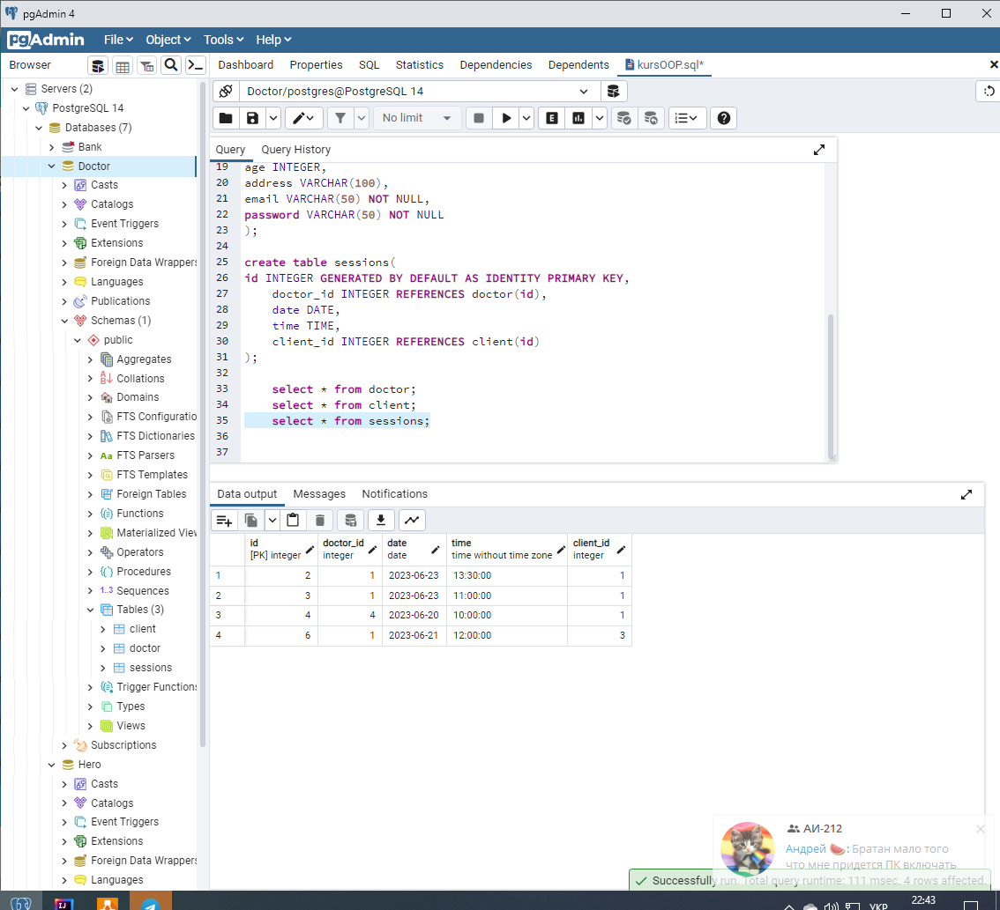 pgAdmin 4
pgAdmin File Object Tools Help
Browser
Dashboard Properties SQL Statistics Dependencies Dependents kursOOP.sql*
Servers (2)
PostgreSQL 14
Databases (7)
Bank
Doctor
Casts
Catalogs
Event Triggers
Extensions
Foreign Data Wrappers
Languages
Publications
Schemas (1)
public
Aggregates
Collations
Domains
FTS Configuratio
FTS Dictionaries
Aa FTS Parsers
FTS Templates
Foreign Tables
Functions
Materialized View
Operators
Procedures
1..3 Sequences
Tables (3)
client
doctor
sessions
Trigger Functions
Types
Views
Subscriptions
Hero
Casts
Catalogs
Event Triggers
Extensions
Foreign Data Wrappers
Languages
Doctor/postgres@PostgreSQL 14
No limit E
Query Query History
19 age INTEGER,
20 address VARCHAR(100),
21 email VARCHAR(50) NOT NULL,
22 password VARCHAR(50) NOT NULL
23 );
24
25 create table sessions(
26 id INTEGER GENERATED BY DEFAULT AS IDENTITY PRIMARY KEY,
27 doctor_id INTEGER REFERENCES doctor(id),
28 date DATE,
29 time TIME,
30 client_id INTEGER REFERENCES client(id)
31 );
32
33 select * from doctor;
34 select * from client;
35 select * from sessions;
36
37
Data output Messages Notifications
id doctor_id date time client_id
[PK] integer integer date time without time zone integer
1 2 1 2023-06-23 13:30:00 1
2 3 1 2023-06-23 11:00:00 1
3 4 4 2023-06-20 10:00:00 1
4 6 1 2023-06-21 12:00:00 3
АИ-212
Андрей 🍉: Братан мало того
что мне придется ПК включать
Successfully run. Total query runtime: 111 msec. 4 rows affected.
IJ
УКР
22:43